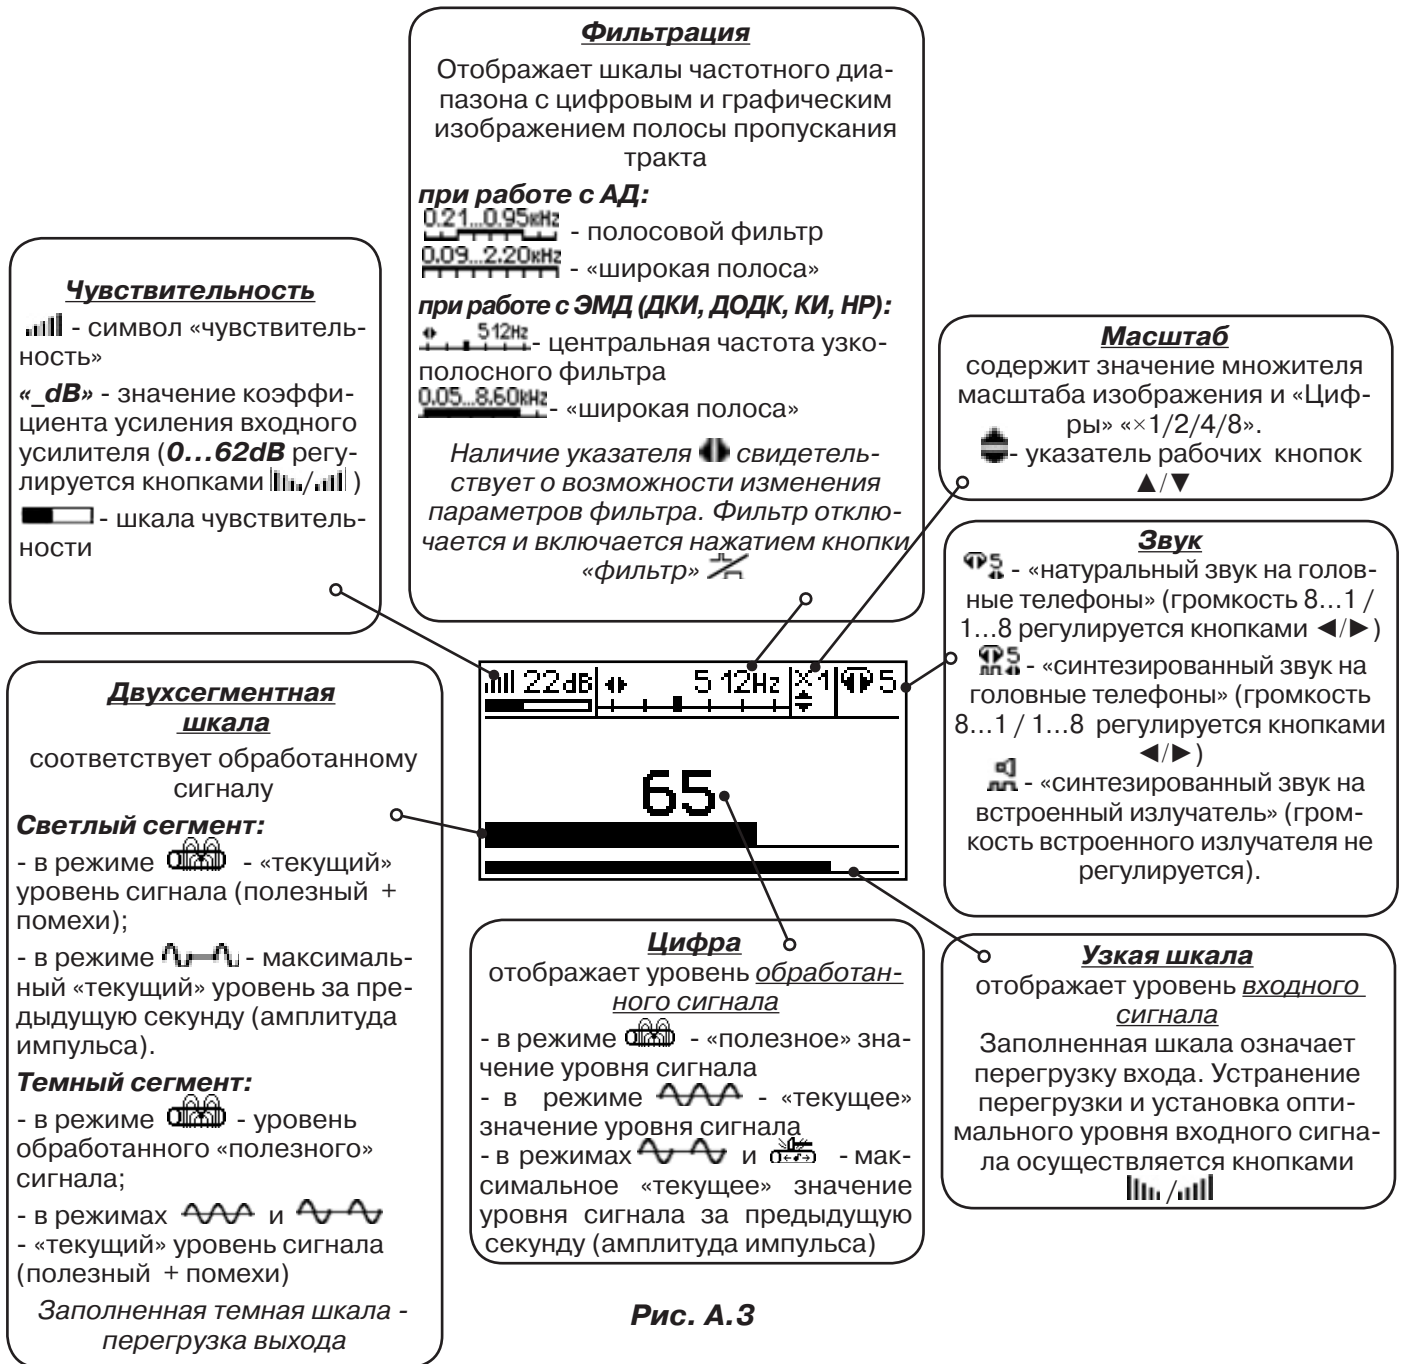 Фильтрация
Отображает шкалы частотного диа-
пазона с цифровым и графическим
изображением полосы пропускания
тракта
при работе с АД:
0.21...0.95кHz - полосовой фильтр
0.09...2.20кHz - «широкая полоса»
при работе с ЭМД (ДКИ, ДОДК, КИ, НР):
512Hz - центральная частота узко-
полосного фильтра
0.05...8.60кHz - «широкая полоса»
Наличие указателя свидетель-
ствует о возможности изменения
параметров фильтра. Фильтр отклю-
чается и включается нажатием кнопки
«фильтр»
Чувствительность
- символ «чувствитель-
ность»
«_dB» - значение коэффи-
циента усиления входного
усилителя (0...62dB регу-
лируется кнопками / )
- шкала чувствитель-
ности
Масштаб
содержит значение множителя
масштаба изображения и «Циф-
ры» «×1/2/4/8».
- указатель рабочих кнопок
▲/▼
Звук
5 - «натуральный звук на голов-
ные телефоны» (громкость 8...1 /
1...8 регулируется кнопками ◄/►)
5 - «синтезированный звук на
головные телефоны» (громкость
8...1 / 1...8 регулируется кнопками
◄/►)
- «синтезированный звук на
встроенный излучатель» (гром-
кость встроенного излучателя не
регулируется).
22dB 512Hz X1 5
65
Двухсегментная
шкала
соответствует обработанному
сигналу
Светлый сегмент:
- в режиме - «текущий»
уровень сигнала (полезный +
помехи);
- в режиме - максималь-
ный «текущий» уровень за пре-
дыдущую секунду (амплитуда
импульса).
Темный сегмент:
- в режиме - уровень
обработанного «полезного»
сигнала;
- в режимах и
- «текущий» уровень сигнала
(полезный + помехи)
Заполненная темная шкала -
перегрузка выхода
Цифра
отображает уровень обработан-
ного сигнала
- в режиме - «полезное» зна-
чение уровня сигнала
- в режиме - «текущее»
значение уровня сигнала
- в режимах и - мак-
симальное «текущее» значение
уровня сигнала за предыдущую
секунду (амплитуда импульса)
Узкая шкала
отображает уровень входного
сигнала
Заполненная шкала означает
перегрузку входа. Устранение
перегрузки и установка опти-
мального уровня входного сигна-
ла осуществляется кнопками
/
Рис. А.3